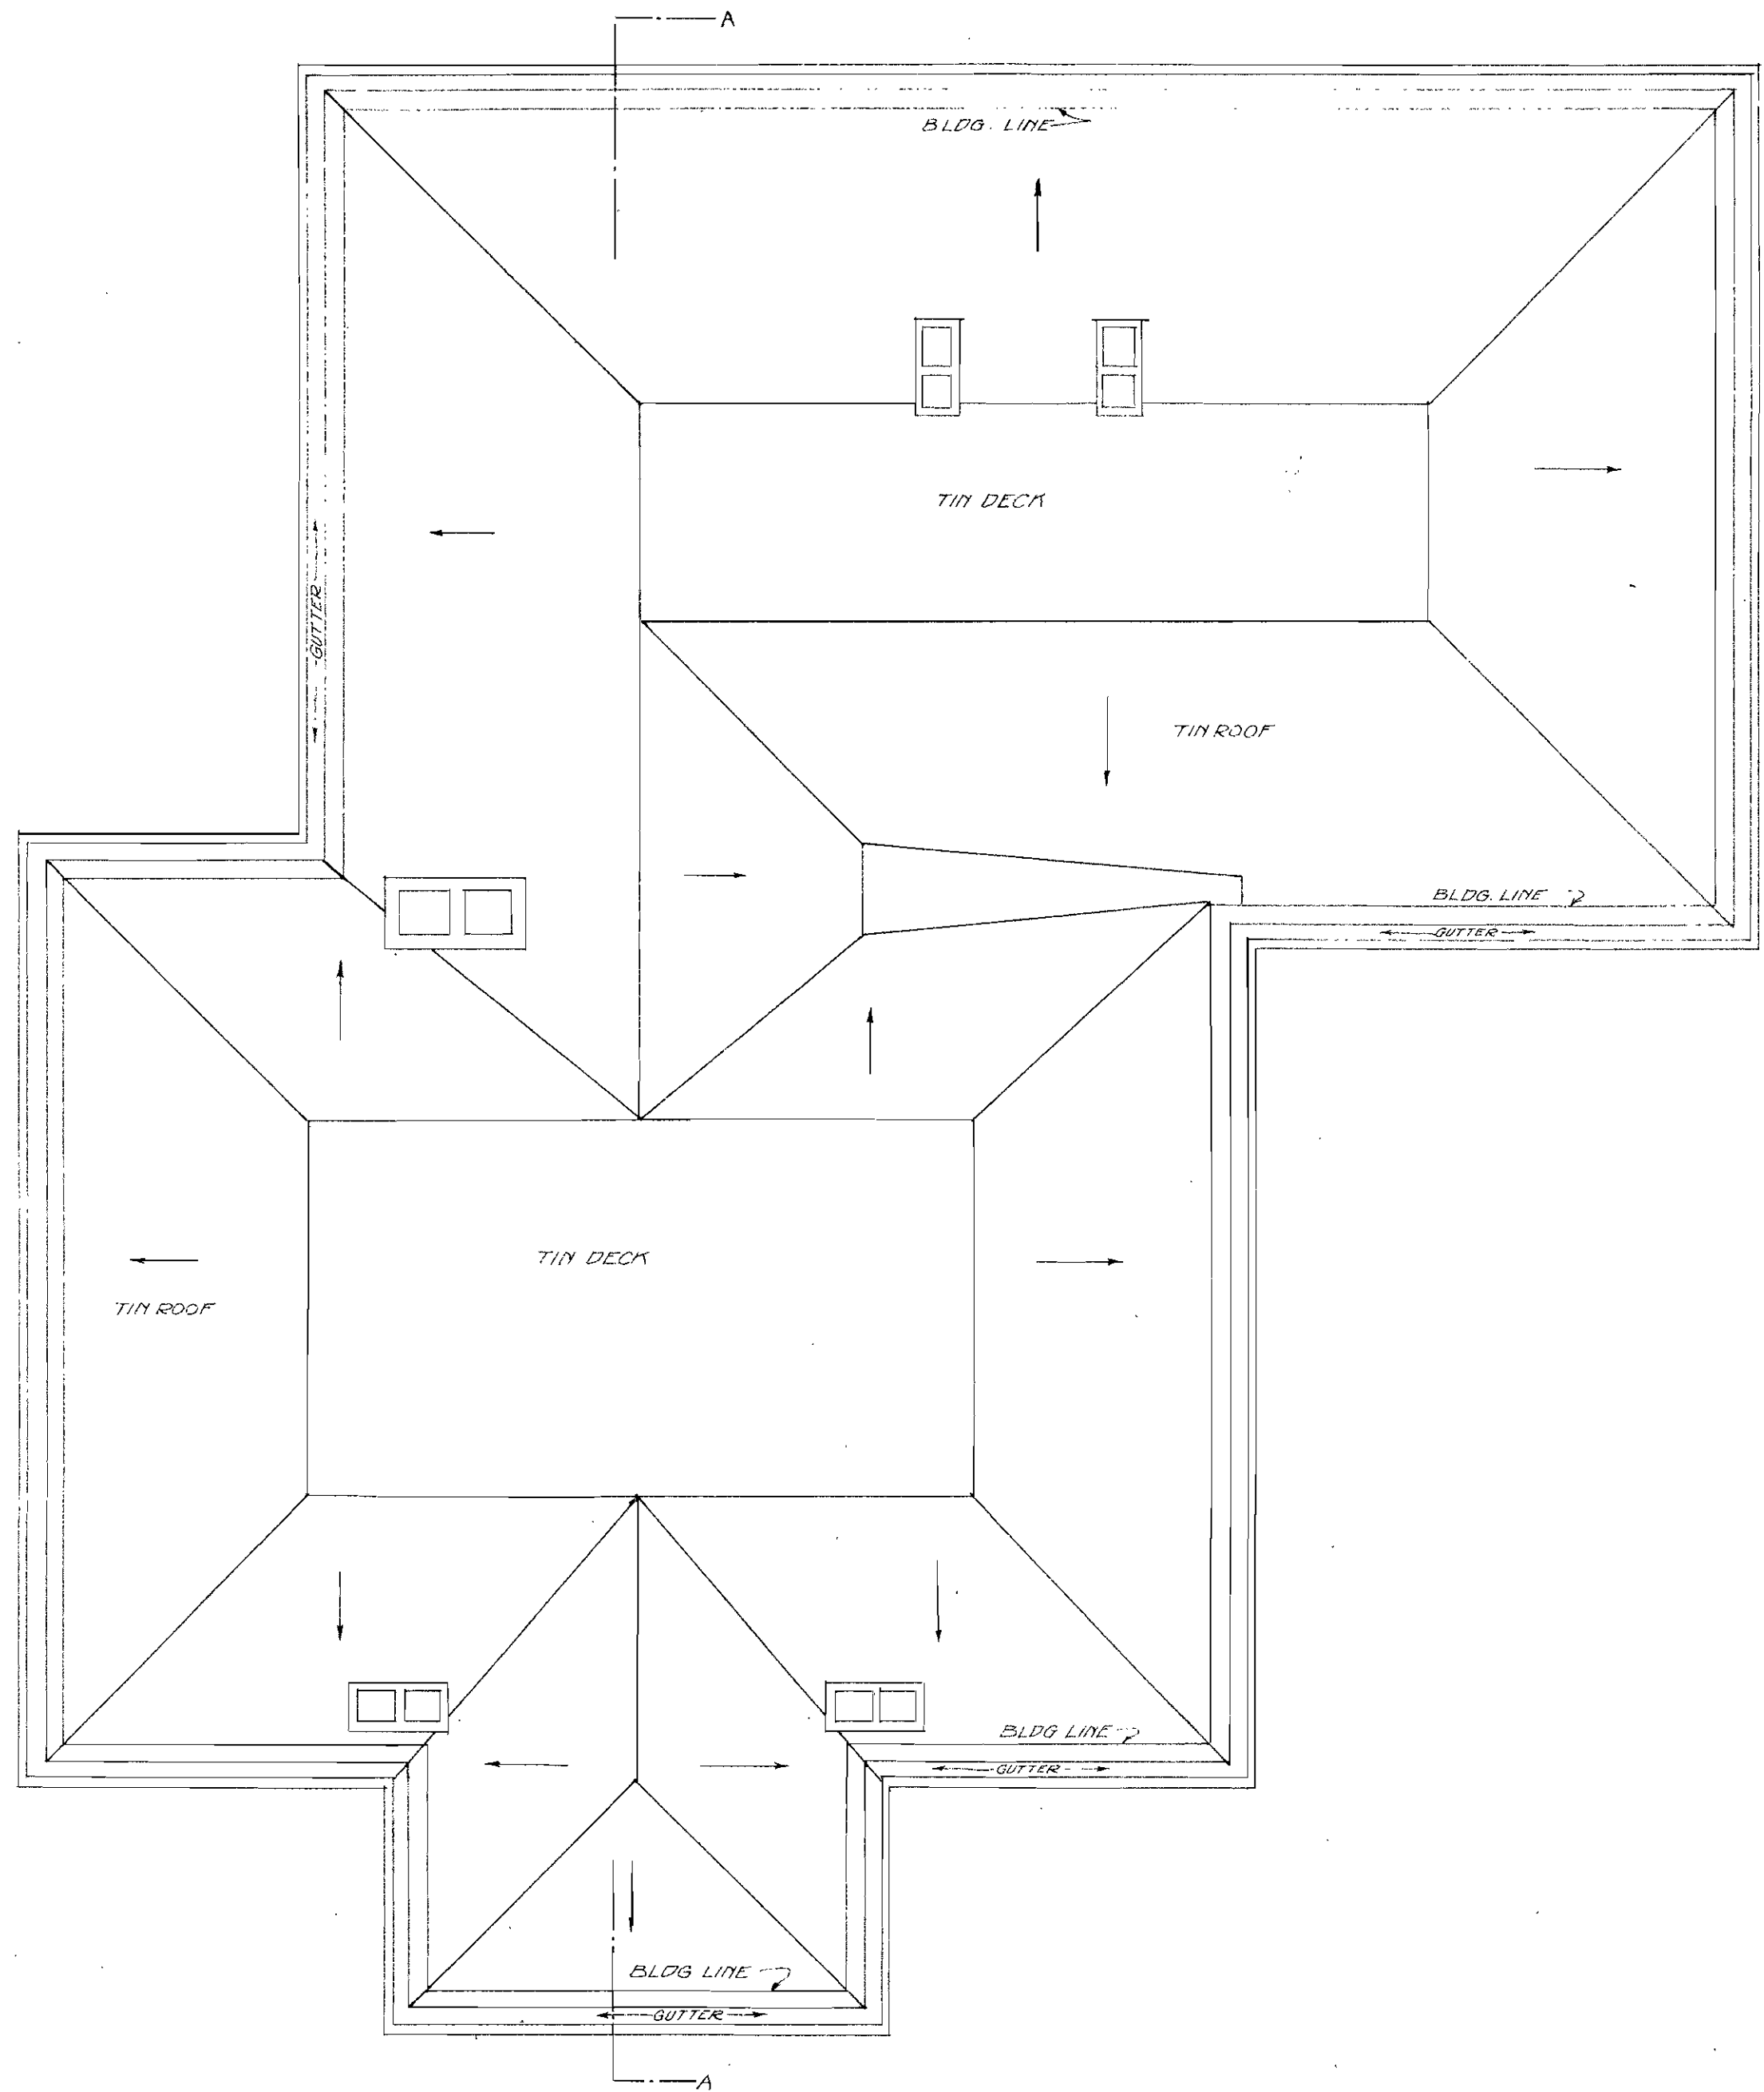 A
BLDG. LINE
TIN DECK
GUTTER
TIN ROOF
BLDG. LINE
GUTTER
TIN DECK
TIN ROOF
BLDG LINE
GUTTER
BLDG LINE
GUTTER
A